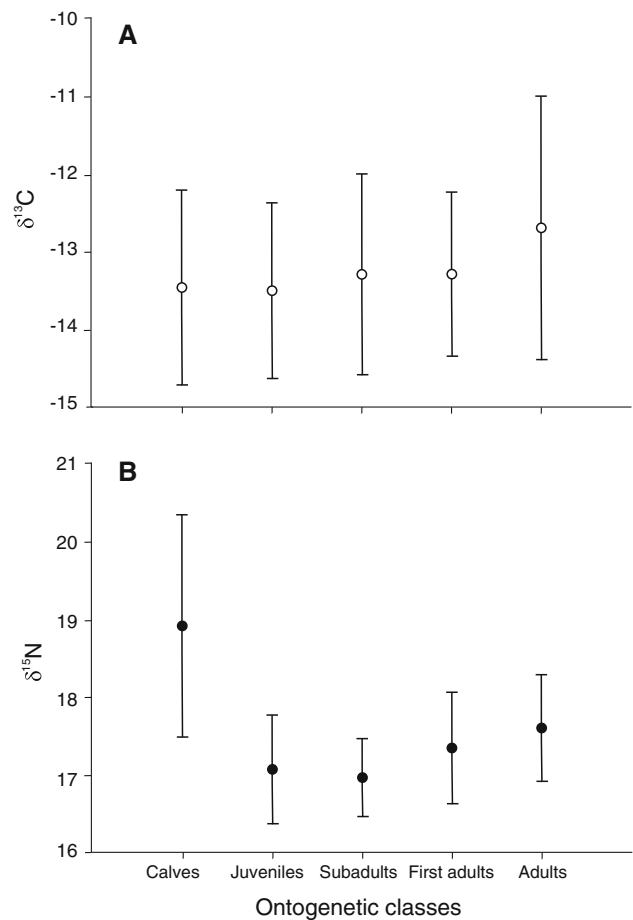 A
-10
-11
-12
-13
-14
-15
δ¹³C
B
21
20
19
18
17
16
δ¹⁵N
Calves Juveniles Subadults First adults Adults
Ontogenetic classes